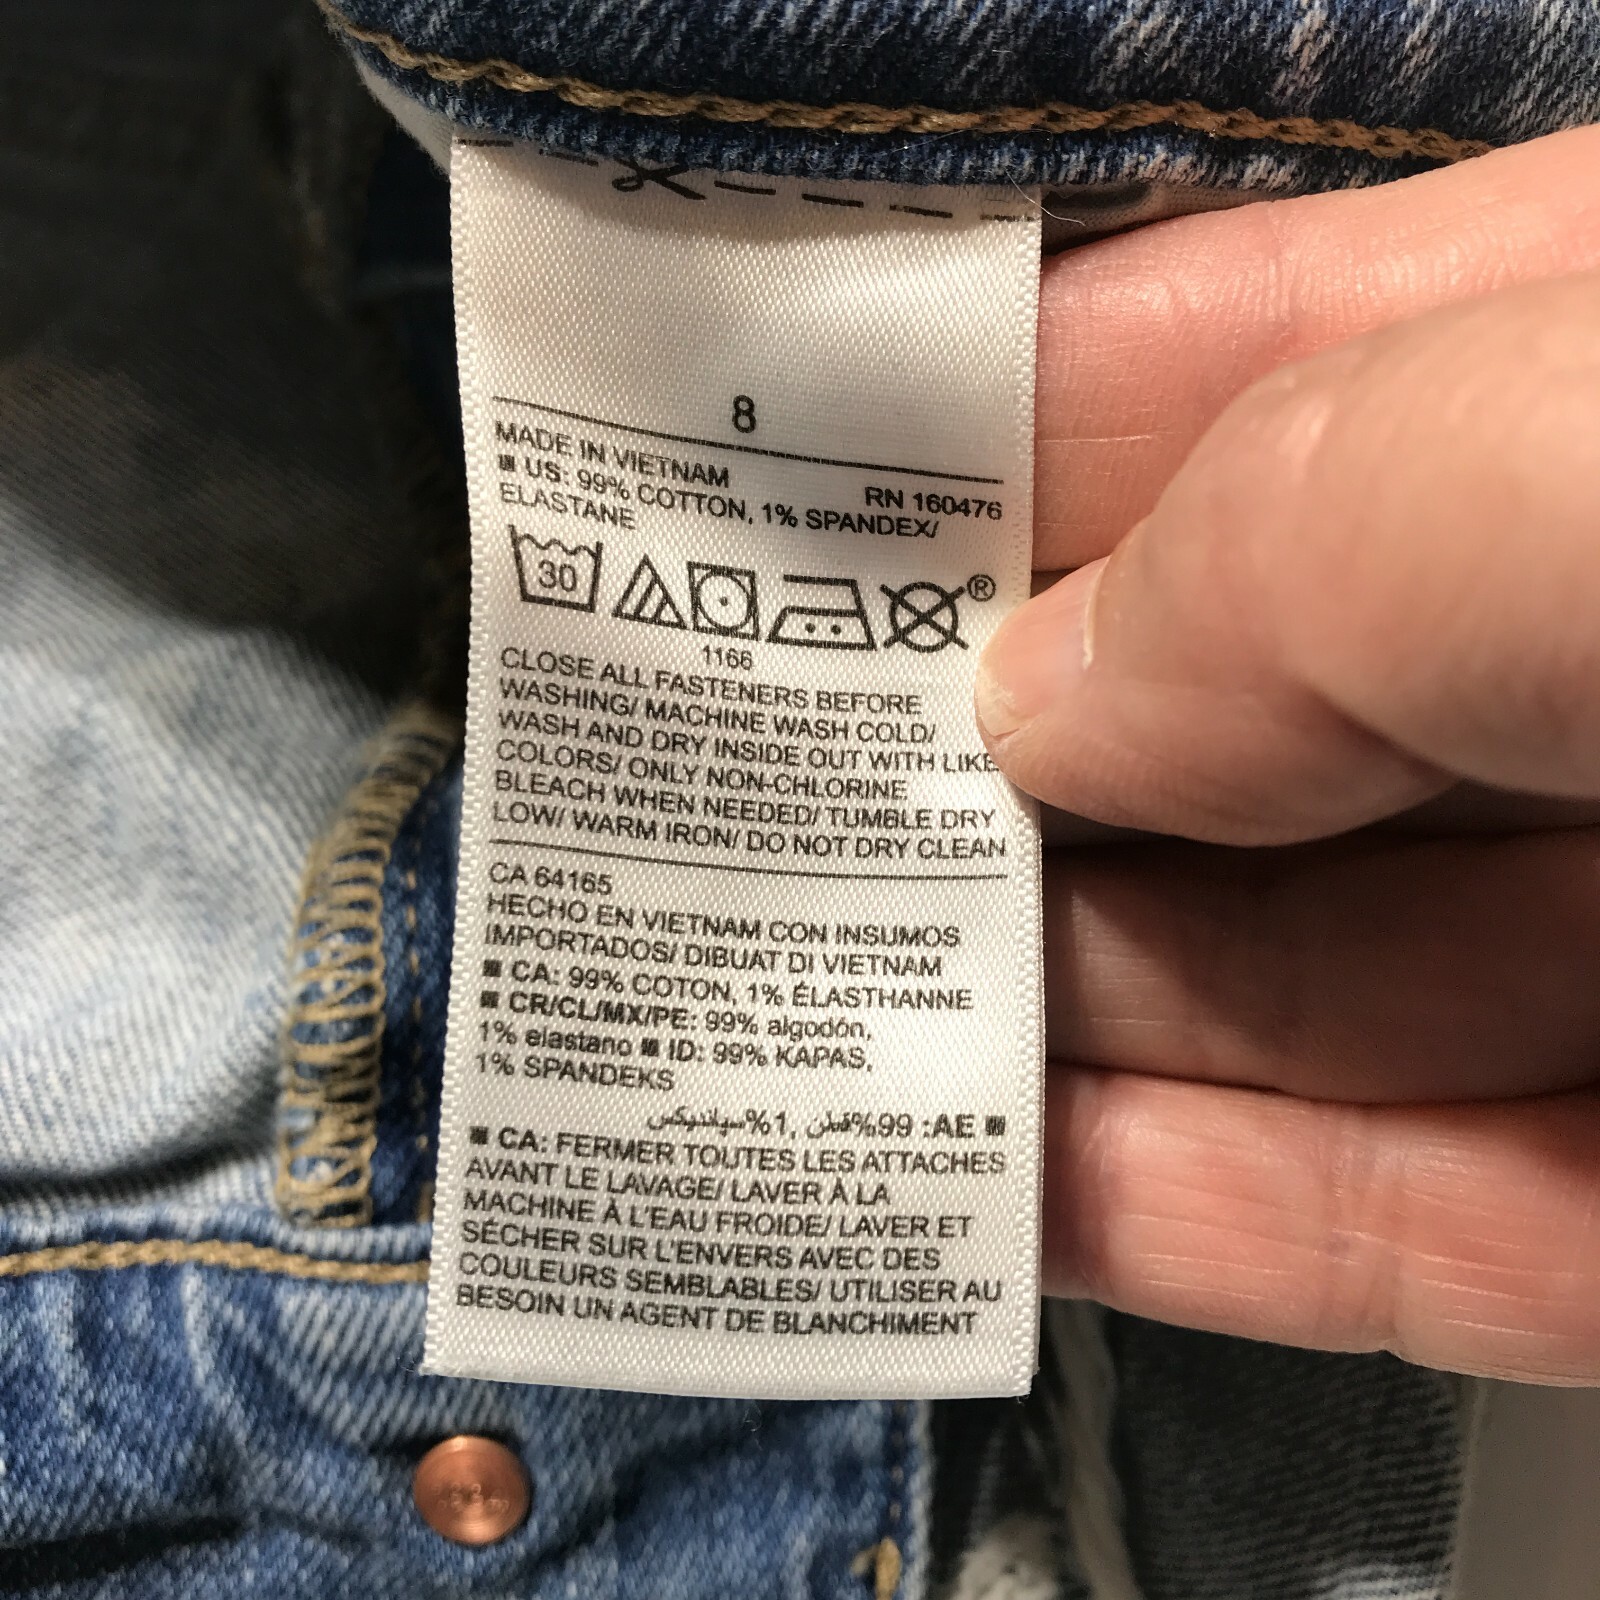 8
MADE IN VIETNAM
RN 160476
US: 99% COTTON, 1% SPANDEX/
ELASTANE
30
®
1166
CLOSE ALL FASTENERS BEFORE
WASHING/ MACHINE WASH COLD/
WASH AND DRY INSIDE OUT WITH LIKE
COLORS/ ONLY NON-CHLORINE
BLEACH WHEN NEEDED/ TUMBLE DRY
LOW/ WARM IRON/ DO NOT DRY CLEAN
CA 64165
HECHO EN VIETNAM CON INSUMOS
IMPORTADOS/ DIBUAT DI VIETNAM
■ CA: 99% COTON, 1% ÉLASTHANNE
■ CR/CL/MX/PE: 99% algodón,
1% elastano ■ ID: 99% KAPAS,
1% SPANDEKS
■ AE: 99%قطن, 1%سباندیکس
■ CA: FERMER TOUTES LES ATTACHES
AVANT LE LAVAGE/ LAVER À LA
MACHINE À L'EAU FROIDE/ LAVER ET
SÉCHER SUR L'ENVERS AVEC DES
COULEURS SEMBLABLES/ UTILISER AU
BESOIN UN AGENT DE BLANCHIMENT